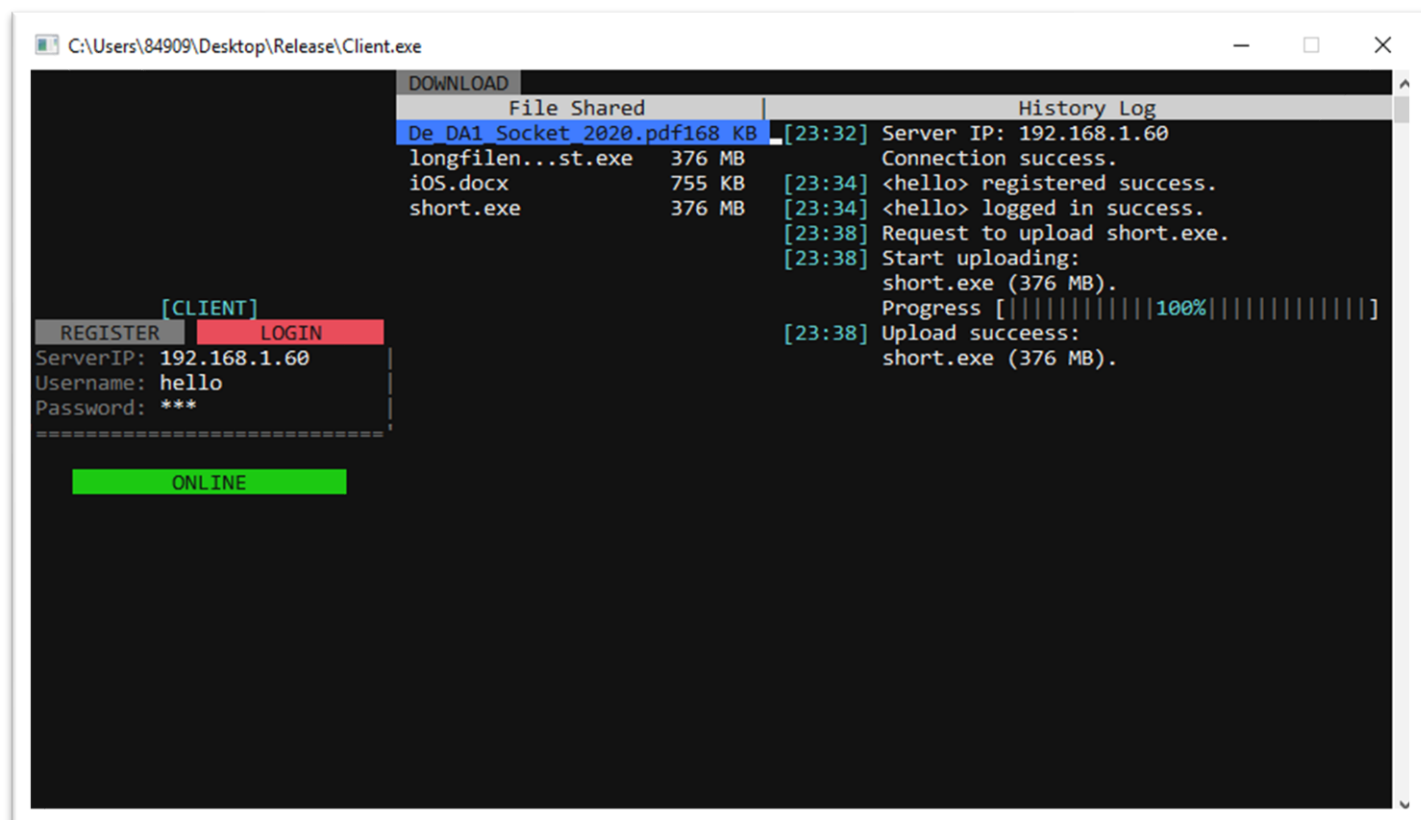 C:\Users\84909\Desktop\Release\Client.exe
DOWNLOAD
File Shared | History Log
De_DA1_Socket_2020.pdf168 KB
longfilen...st.exe 376 MB
iOS.docx 755 KB
short.exe 376 MB
[23:32] Server IP: 192.168.1.60
Connection success.
[23:34] <hello> registered success.
[23:34] <hello> logged in success.
[23:38] Request to upload short.exe.
[23:38] Start uploading:
short.exe (376 MB).
Progress [||||||||||||100%|||||||||||||]
[23:38] Upload succeess:
short.exe (376 MB).
[CLIENT]
REGISTER LOGIN
ServerIP: 192.168.1.60 |
Username: hello |
Password: *** |
============================'
ONLINE